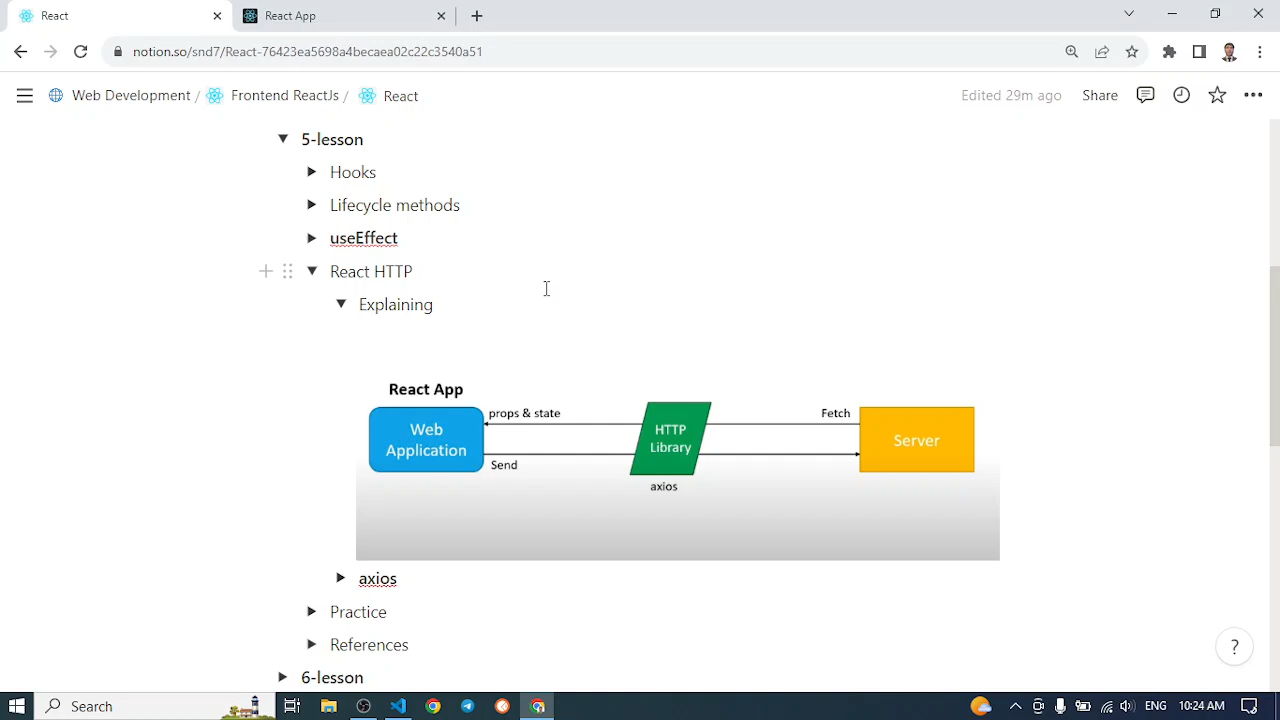 React
React App
notion.so/snd7/React-76423ea5698a4becaea02c22c3540a51
Web Development / Frontend ReactJs / React
Edited 29m ago
Share
5-lesson
Hooks
Lifecycle methods
useEffect
React HTTP
Explaining
React App
Web
Application
props & state
Send
HTTP
Library
axios
Fetch
Server
axios
Practice
References
6-lesson
?
Search
ENG
10:24 AM